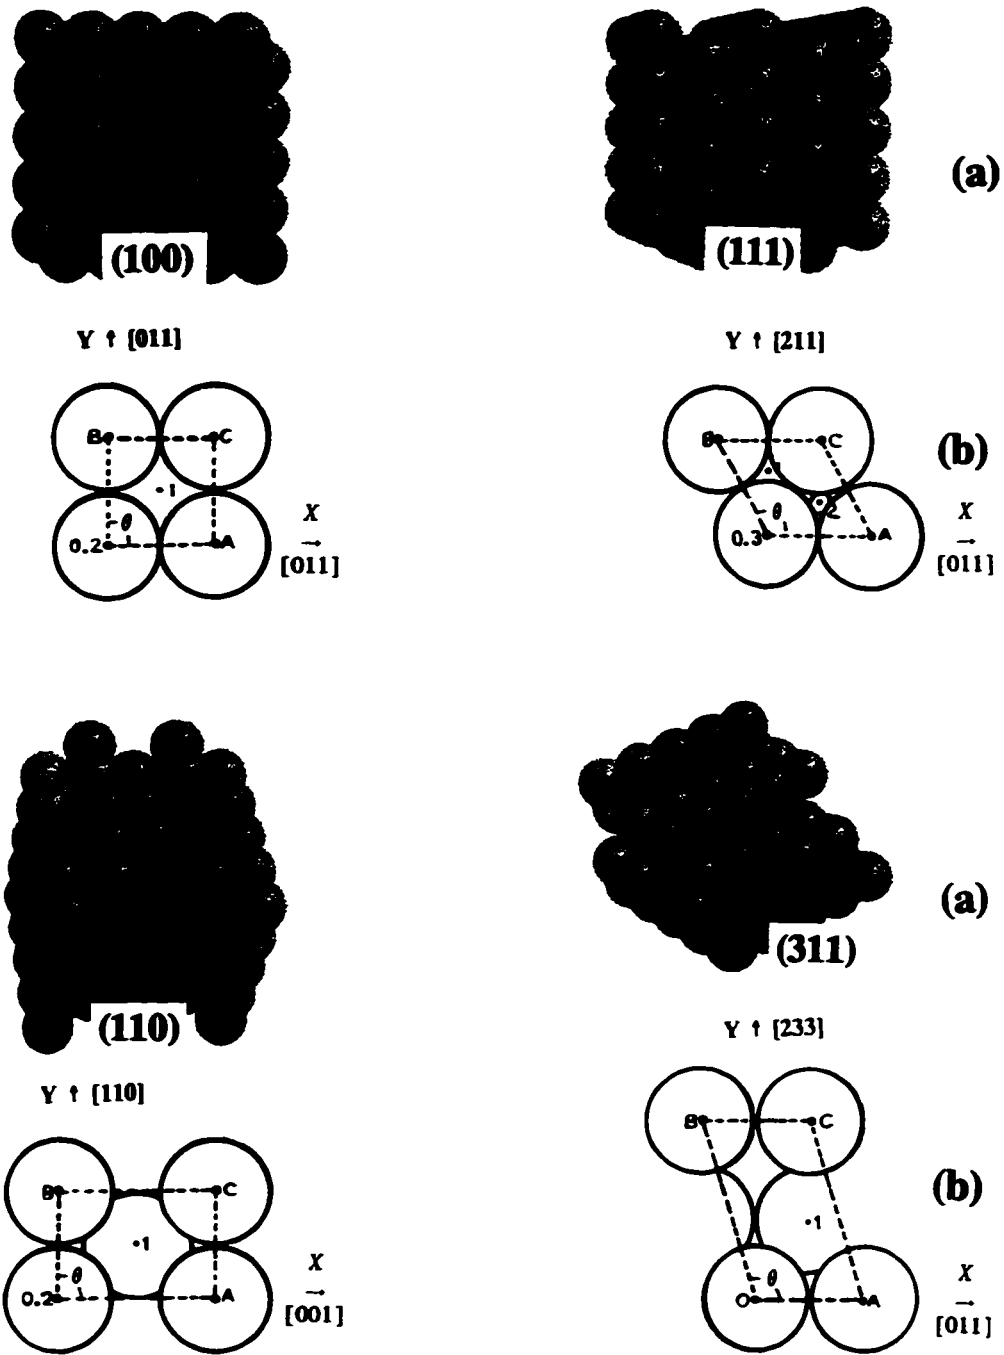 (100)
(111)
(a)
Y ↑ [011]
Y ↑ [211]
B C
B C
(b)
1
1
2
θ
θ
0.2 A
0.3 A
X
→
[011]
X
→
[011]
(110)
(311)
(a)
Y ↑ [110]
Y ↑ [233]
B C
B C
(b)
1
1
θ
θ
0.2 A
O A
X
→
[001]
X
→
[011]